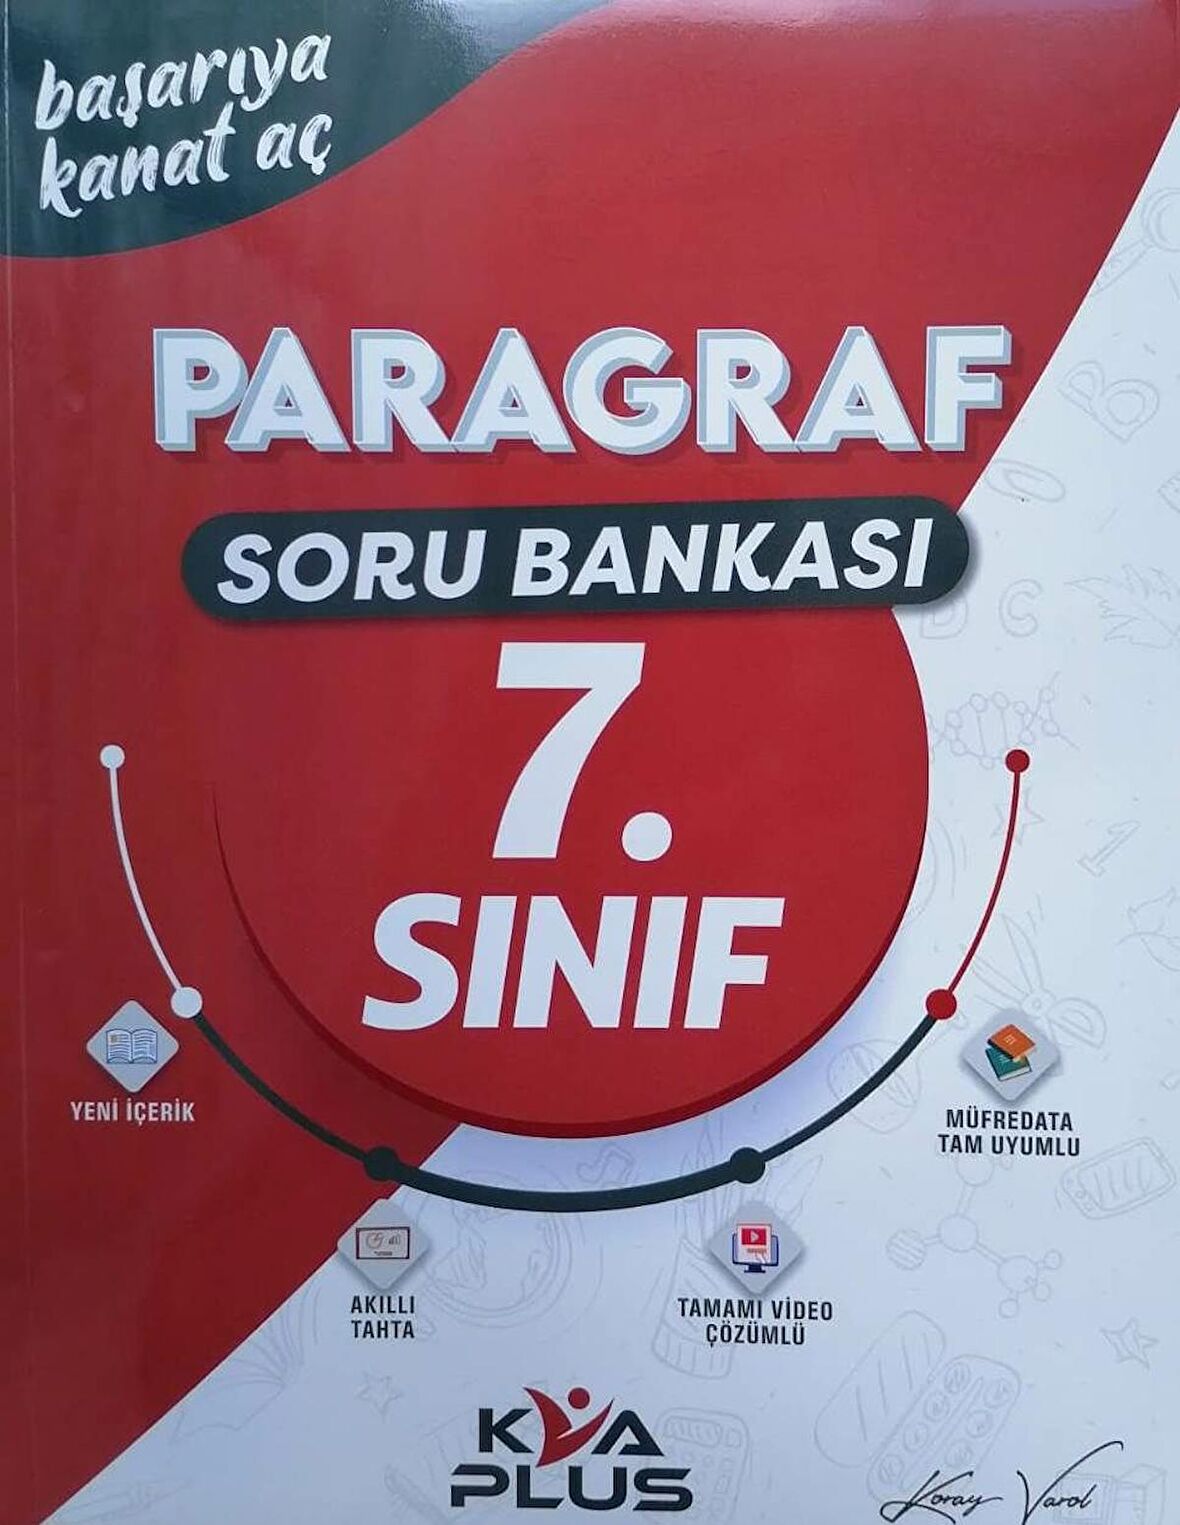 başarıya
kanat aç
PARAGRAF
SORU BANKASI
7.
SINIF
YENİ İÇERİK
MÜFREDATA
TAM UYUMLU
AKILLI
TAHTA
TAMAMI VİDEO
ÇÖZÜMLÜ
KVA
PLUS
Koray Varol